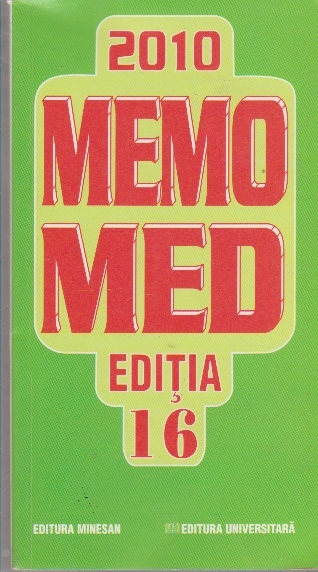 2010
MEMO
MED
EDIȚIA
16
EDITURA MINESAN
EDITURA UNIVERSITARĂ